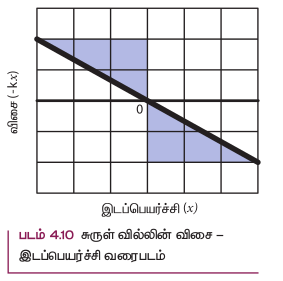 விசை (-kx)
0
இடப்பெயர்ச்சி (x)
படம் 4.10 சுருள் வில்லின் விசை –
இடப்பெயர்ச்சி வரைபடம்